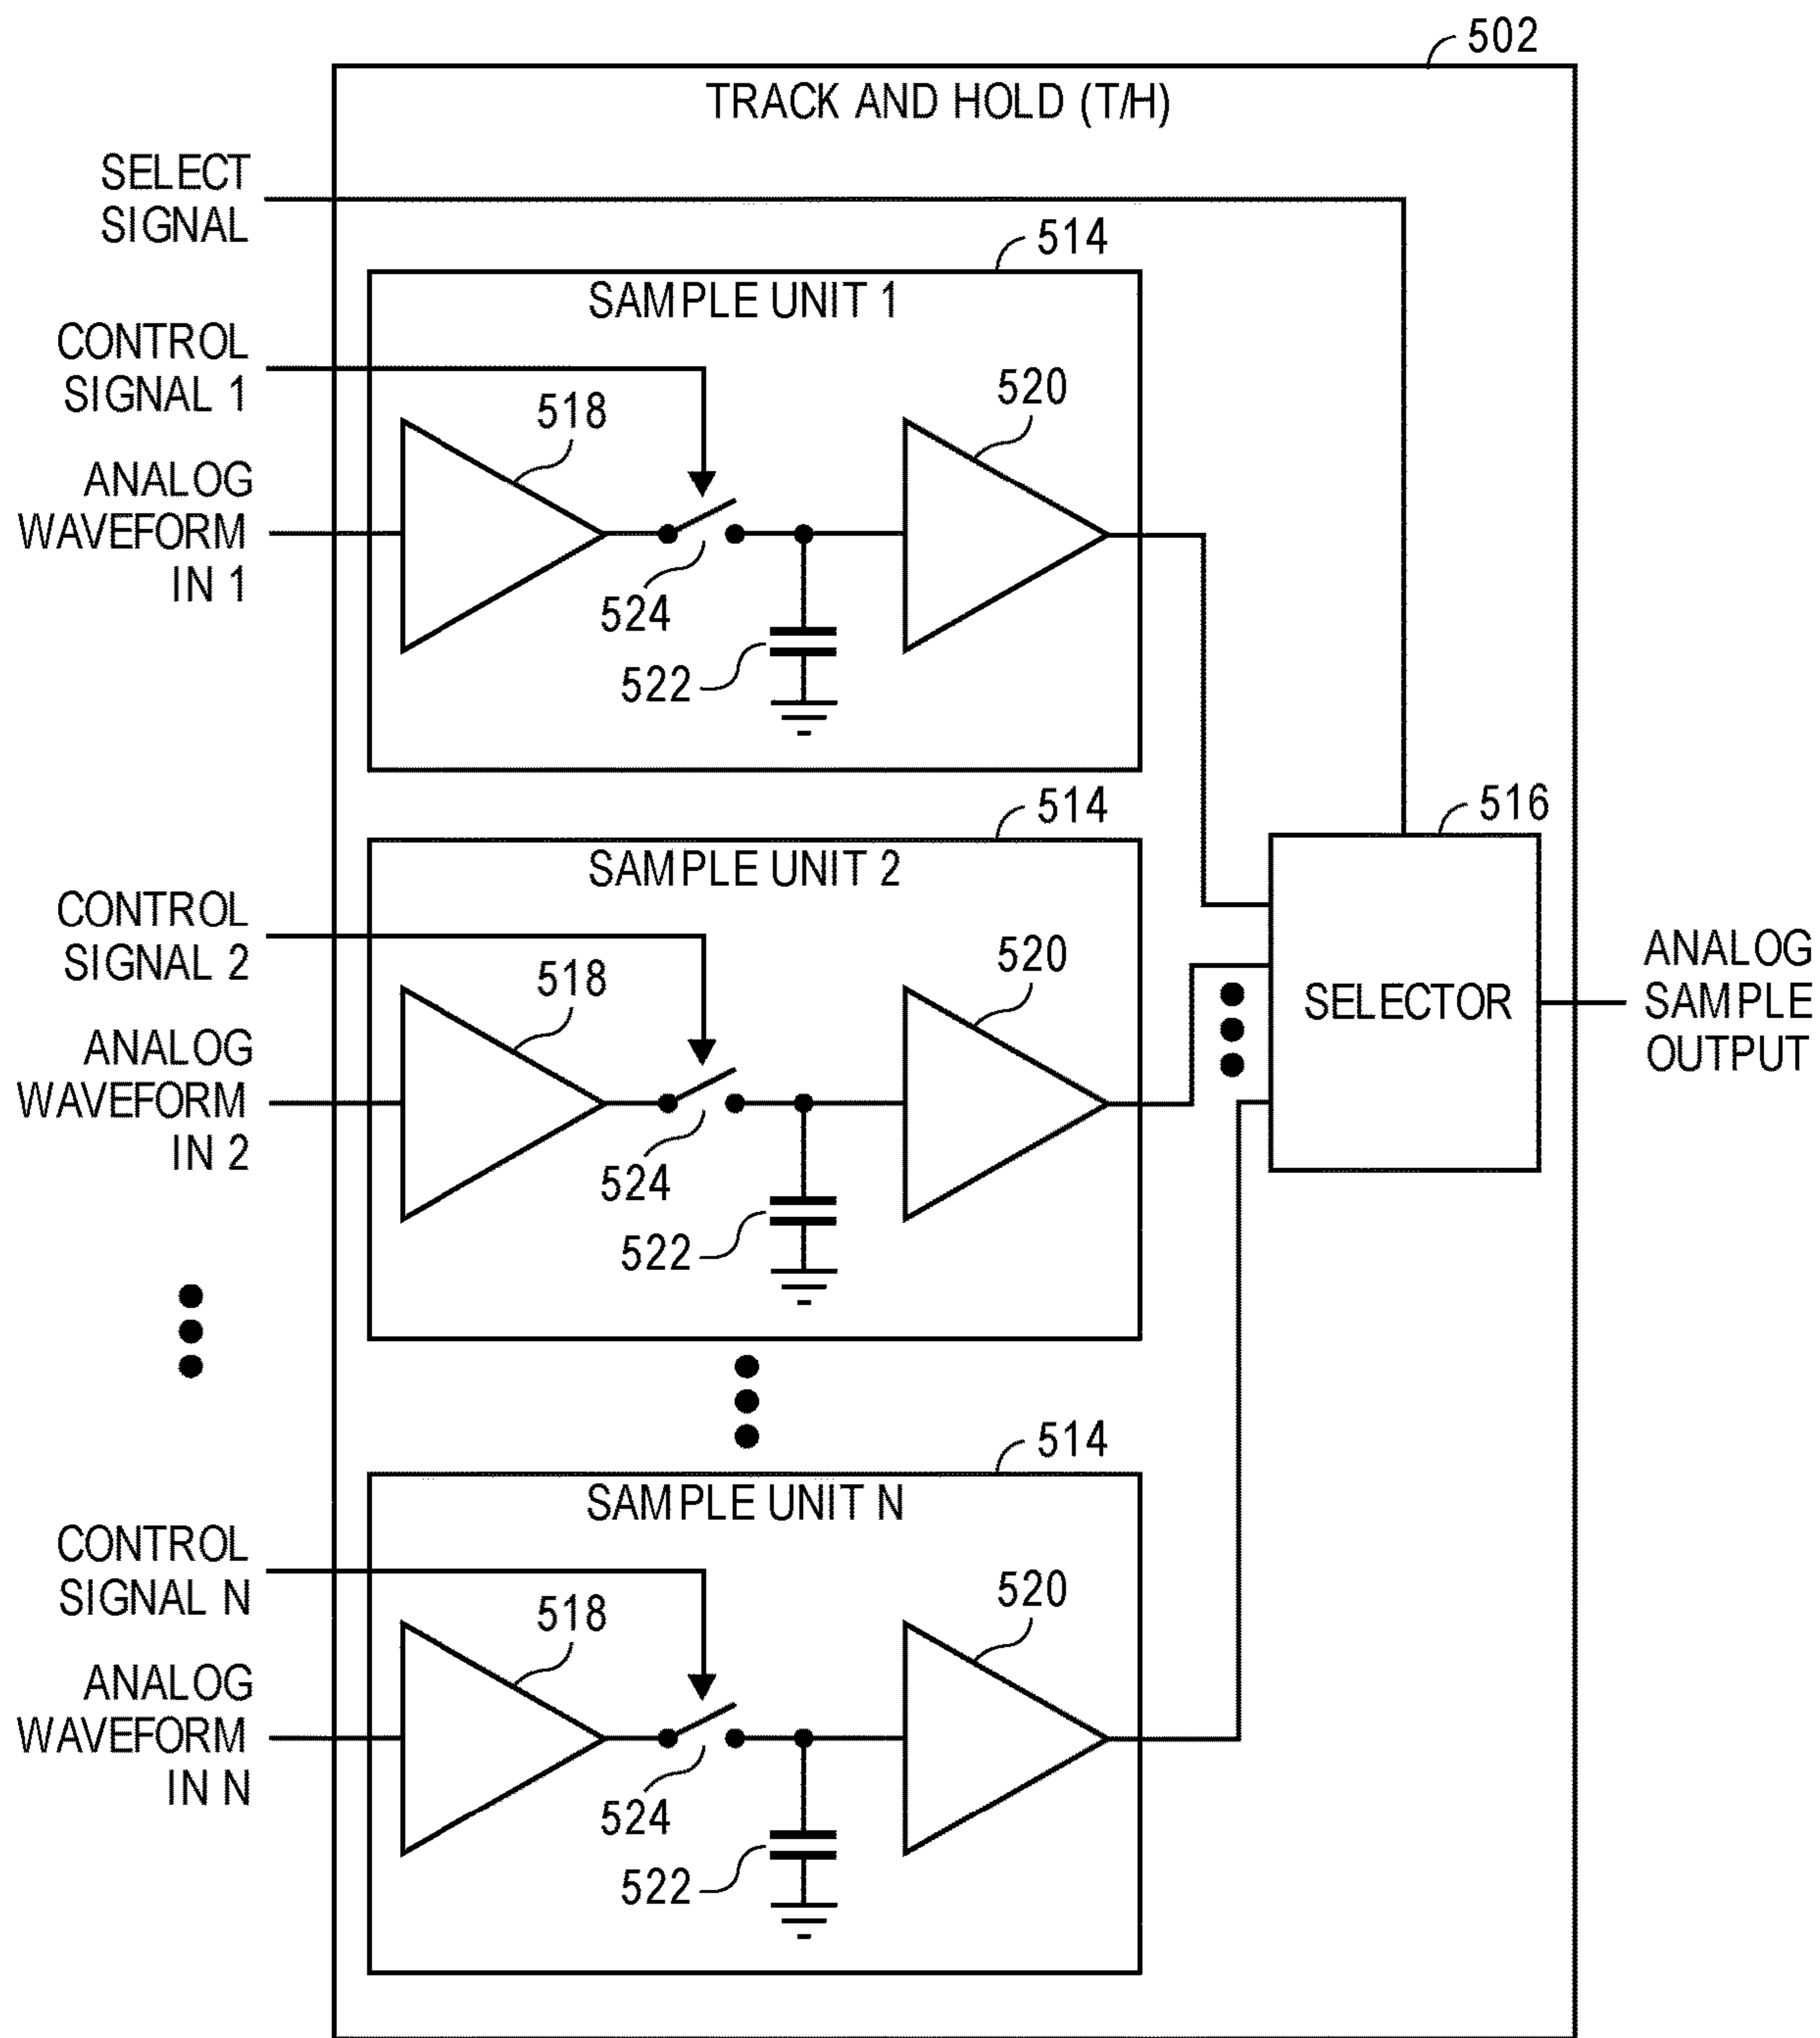 502
TRACK AND HOLD (T/H)
SELECT
SIGNAL
514
SAMPLE UNIT 1
CONTROL
SIGNAL 1
518
520
ANALOG
WAVEFORM
IN 1
524
522
514
516
SAMPLE UNIT 2
CONTROL
SIGNAL 2
518
520
ANALOG
SAMPLE
OUTPUT
SELECTOR
ANALOG
WAVEFORM
IN 2
524
522
514
SAMPLE UNIT N
CONTROL
SIGNAL N
518
520
ANALOG
WAVEFORM
IN N
524
522